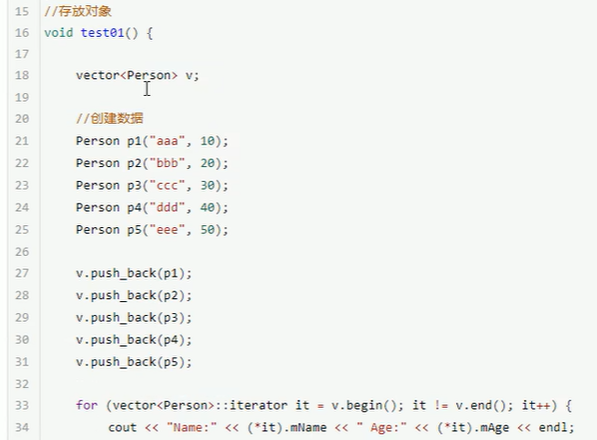 15 //存放对象
16 void test01() {
17
18 vector<Person> v;
19
20 //创建数据
21 Person p1("aaa", 10);
22 Person p2("bbb", 20);
23 Person p3("ccc", 30);
24 Person p4("ddd", 40);
25 Person p5("eee", 50);
26
27 v.push_back(p1);
28 v.push_back(p2);
29 v.push_back(p3);
30 v.push_back(p4);
31 v.push_back(p5);
32
33 for (vector<Person>::iterator it = v.begin(); it != v.end(); it++) {
34 cout << "Name:" << (*it).mName << " Age:" << (*it).mAge << endl;